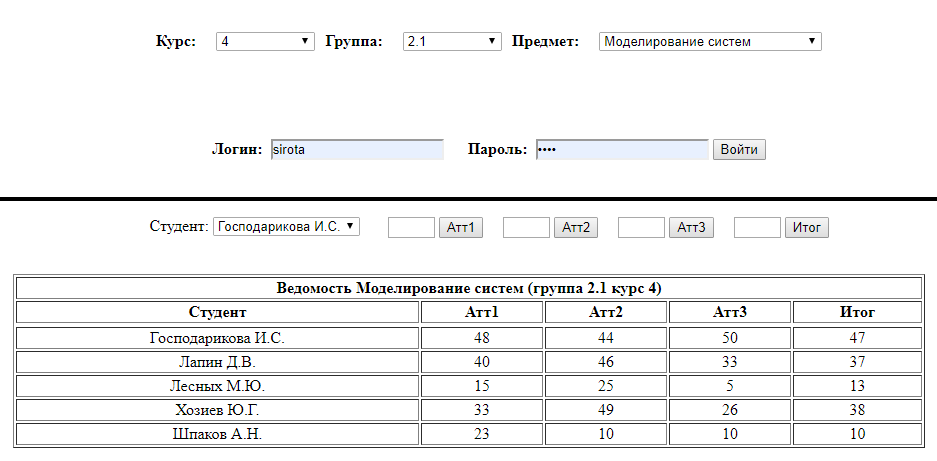 Курс: 4 Группа: 2.1 Предмет: Моделирование систем
Логин: sirota Пароль: •••• Войти
Студент: Господарикова И.С. Атт1 Атт2 Атт3 Итог
Ведомость Моделирование систем (группа 2.1 курс 4)
Студент Атт1 Атт2 Атт3 Итог
Господарикова И.С. 48 44 50 47
Лапин Д.В. 40 46 33 37
Лесных М.Ю. 15 25 5 13
Хозиев Ю.Г. 33 49 26 38
Шпаков А.Н. 23 10 10 10